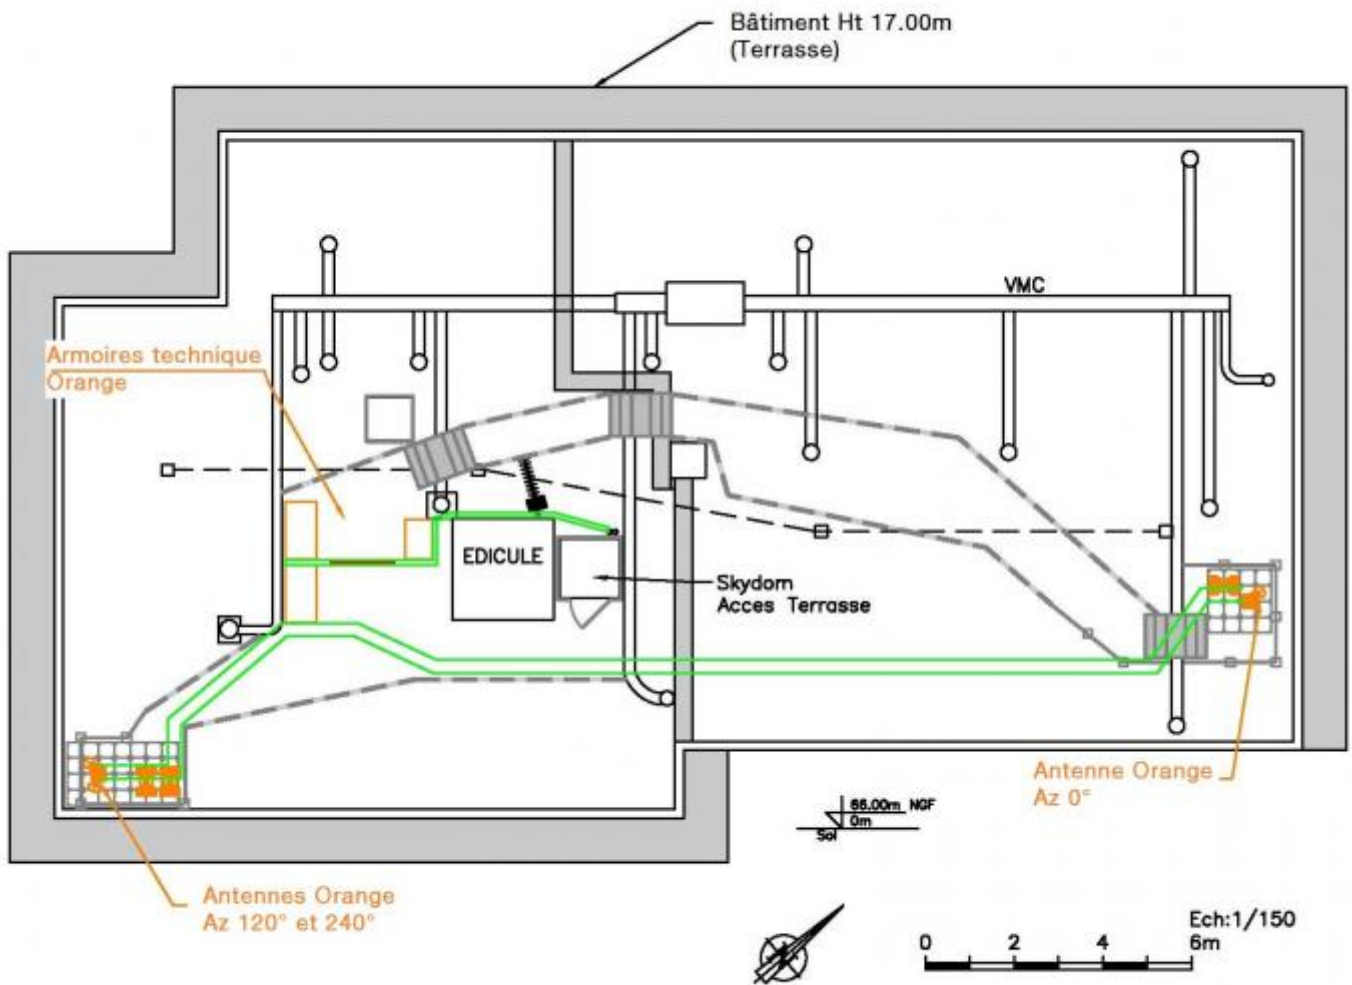 Bâtiment Ht 17.00m
(Terrasse)
VMC
Armoires technique
Orange
EDICULE
Skydom
Acces Terrasse
Antenne Orange
Az 0°
66.00m NGF
0m
Sol
Antennes Orange
Az 120° et 240°
Ech:1/150
0 2 4 6m